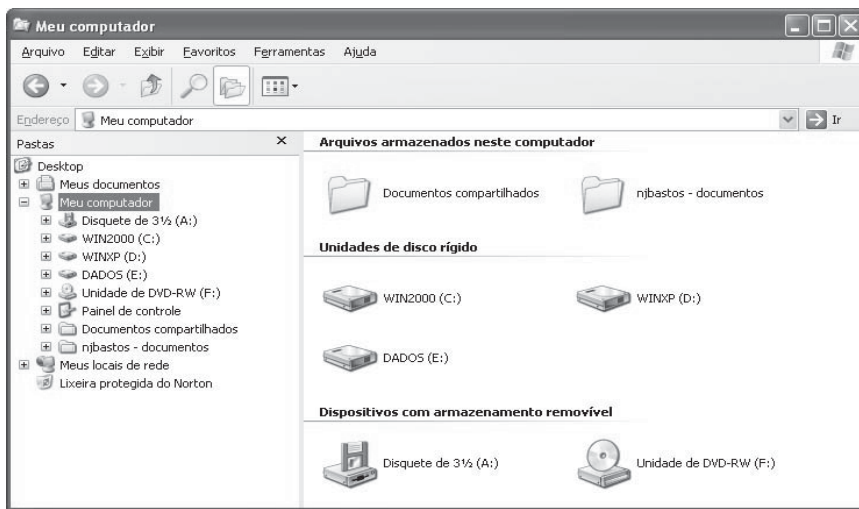 Meu computador
Arquivo Editar Exibir Favoritos Ferramentas Ajuda
Endereço Meu computador Ir
Pastas
Desktop
Meus documentos
Meu computador
Disquete de 3½ (A:)
WIN2000 (C:)
WINXP (D:)
DADOS (E:)
Unidade de DVD-RW (F:)
Painel de controle
Documentos compartilhados
njbastos - documentos
Meus locais de rede
Lixeira protegida do Norton
Arquivos armazenados neste computador
Documentos compartilhados njbastos - documentos
Unidades de disco rígido
WIN2000 (C:) WINXP (D:)
DADOS (E:)
Dispositivos com armazenamento removível
Disquete de 3½ (A:) Unidade de DVD-RW (F:)